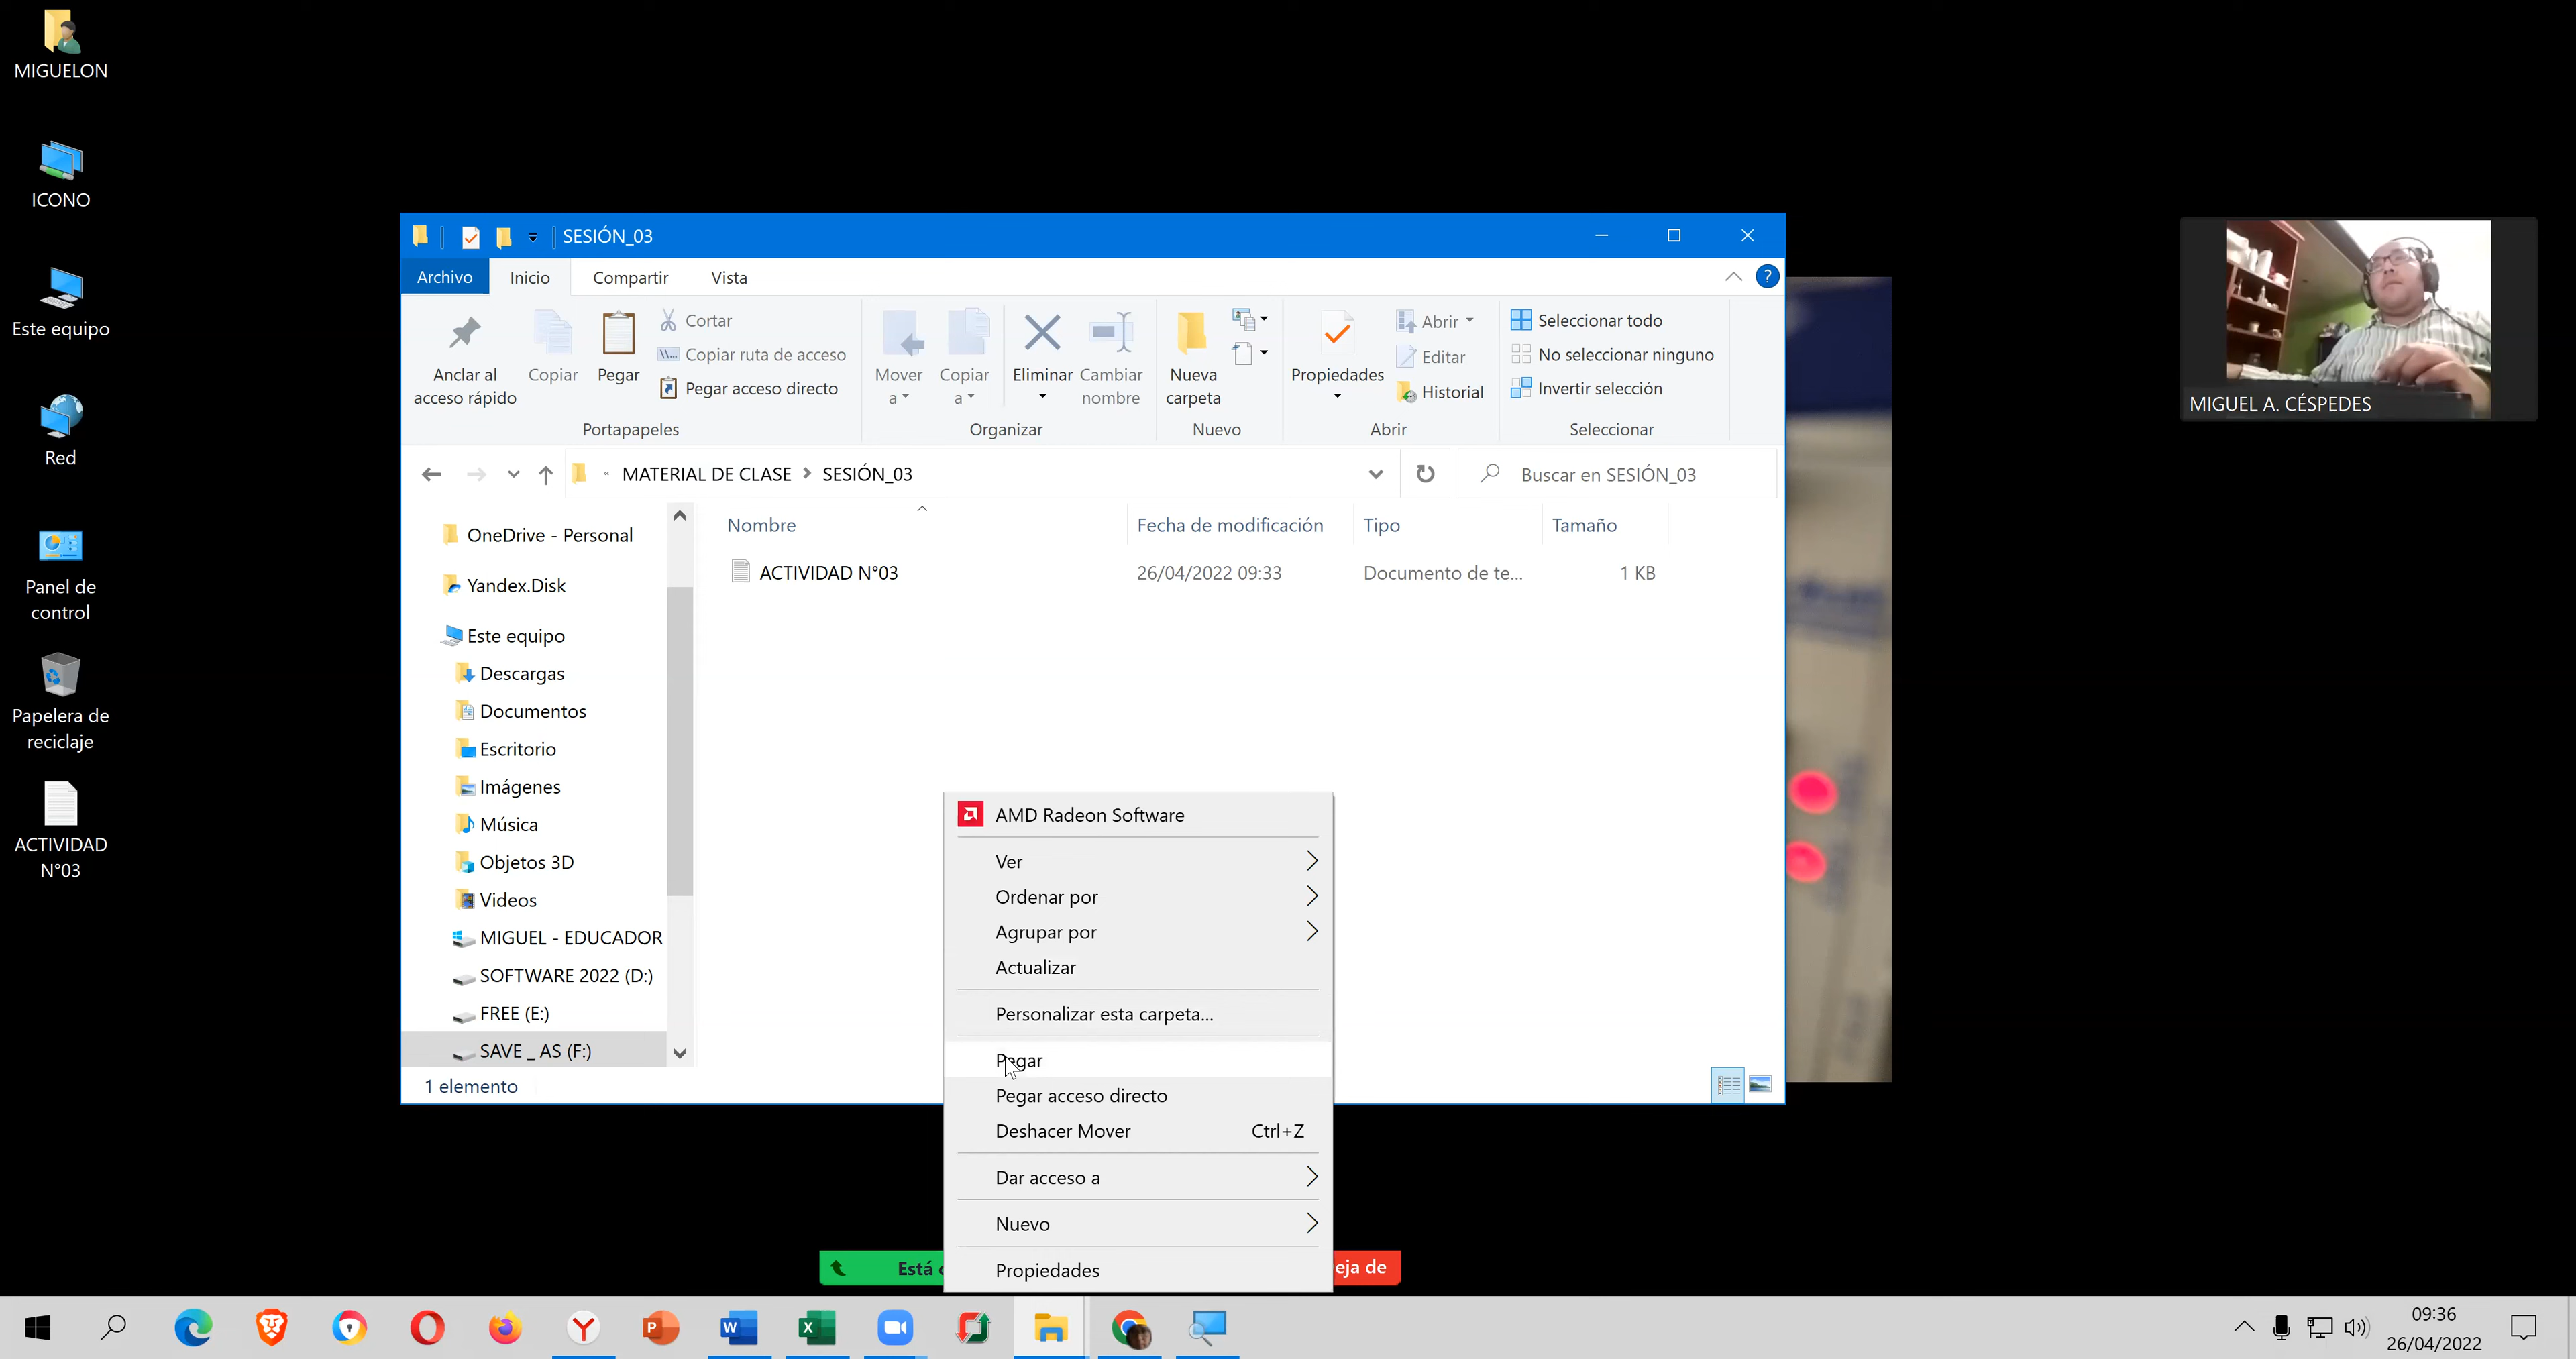 MIGUELON
ICONO
Este equipo
Red
Panel de
control
Papelera de
reciclaje
ACTIVIDAD
N°03
SESIÓN_03
Archivo
Inicio
Compartir
Vista
?
Anclar al
acceso rápido
Copiar
Pegar
Cortar
Copiar ruta de acceso
Pegar acceso directo
Portapapeles
Mover
a
Copiar
a
Eliminar
Cambiar
nombre
Organizar
Nueva
carpeta
Nuevo
Propiedades
Abrir
Editar
Historial
Abrir
Seleccionar todo
No seleccionar ninguno
Invertir selección
Seleccionar
« MATERIAL DE CLASE > SESIÓN_03
Buscar en SESIÓN_03
OneDrive - Personal
Yandex.Disk
Este equipo
Descargas
Documentos
Escritorio
Imágenes
Música
Objetos 3D
Videos
MIGUEL - EDUCADOR
SOFTWARE 2022 (D:)
FREE (E:)
SAVE _ AS (F:)
Nombre Fecha de modificación Tipo Tamaño
ACTIVIDAD N°03 26/04/2022 09:33 Documento de te... 1 KB
1 elemento
AMD Radeon Software
Ver
Ordenar por
Agrupar por
Actualizar
Personalizar esta carpeta...
Pegar
Pegar acceso directo
Deshacer Mover Ctrl+Z
Dar acceso a
Nuevo
Propiedades
Está
eja de
MIGUEL A. CÉSPEDES
09:36
26/04/2022